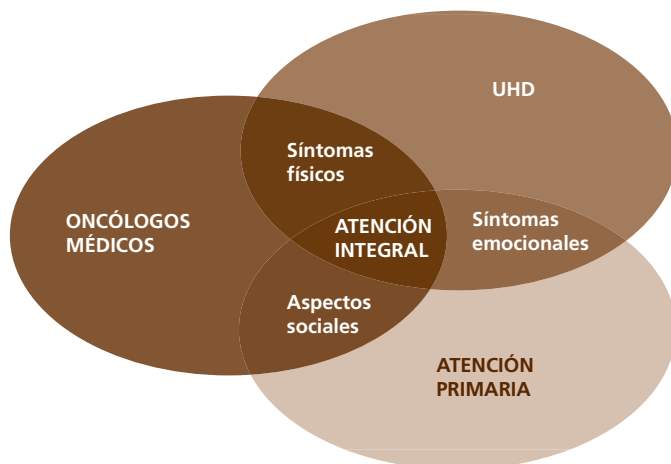 UHD
Síntomas
físicos
ONCÓLOGOS
MÉDICOS
ATENCIÓN
INTEGRAL
Síntomas
emocionales
Aspectos
sociales
ATENCIÓN
PRIMARIA